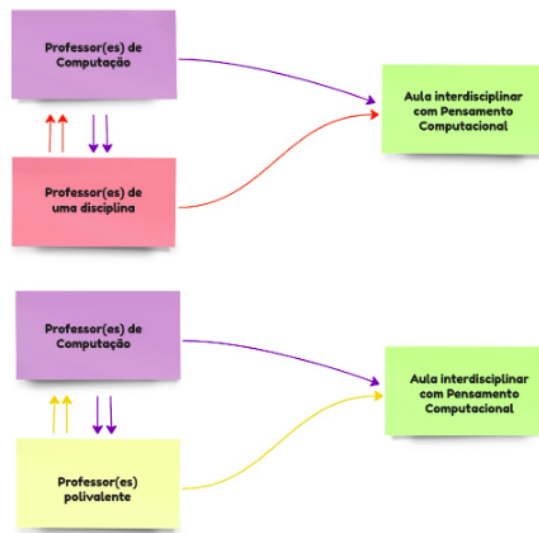 Professor(es) de
Computação
Aula interdisciplinar
com Pensamento
Computacional
Professor(es) de
uma disciplina
Professor(es) de
Computação
Aula interdisciplinar
com Pensamento
Computacional
Professor(es)
polivalente